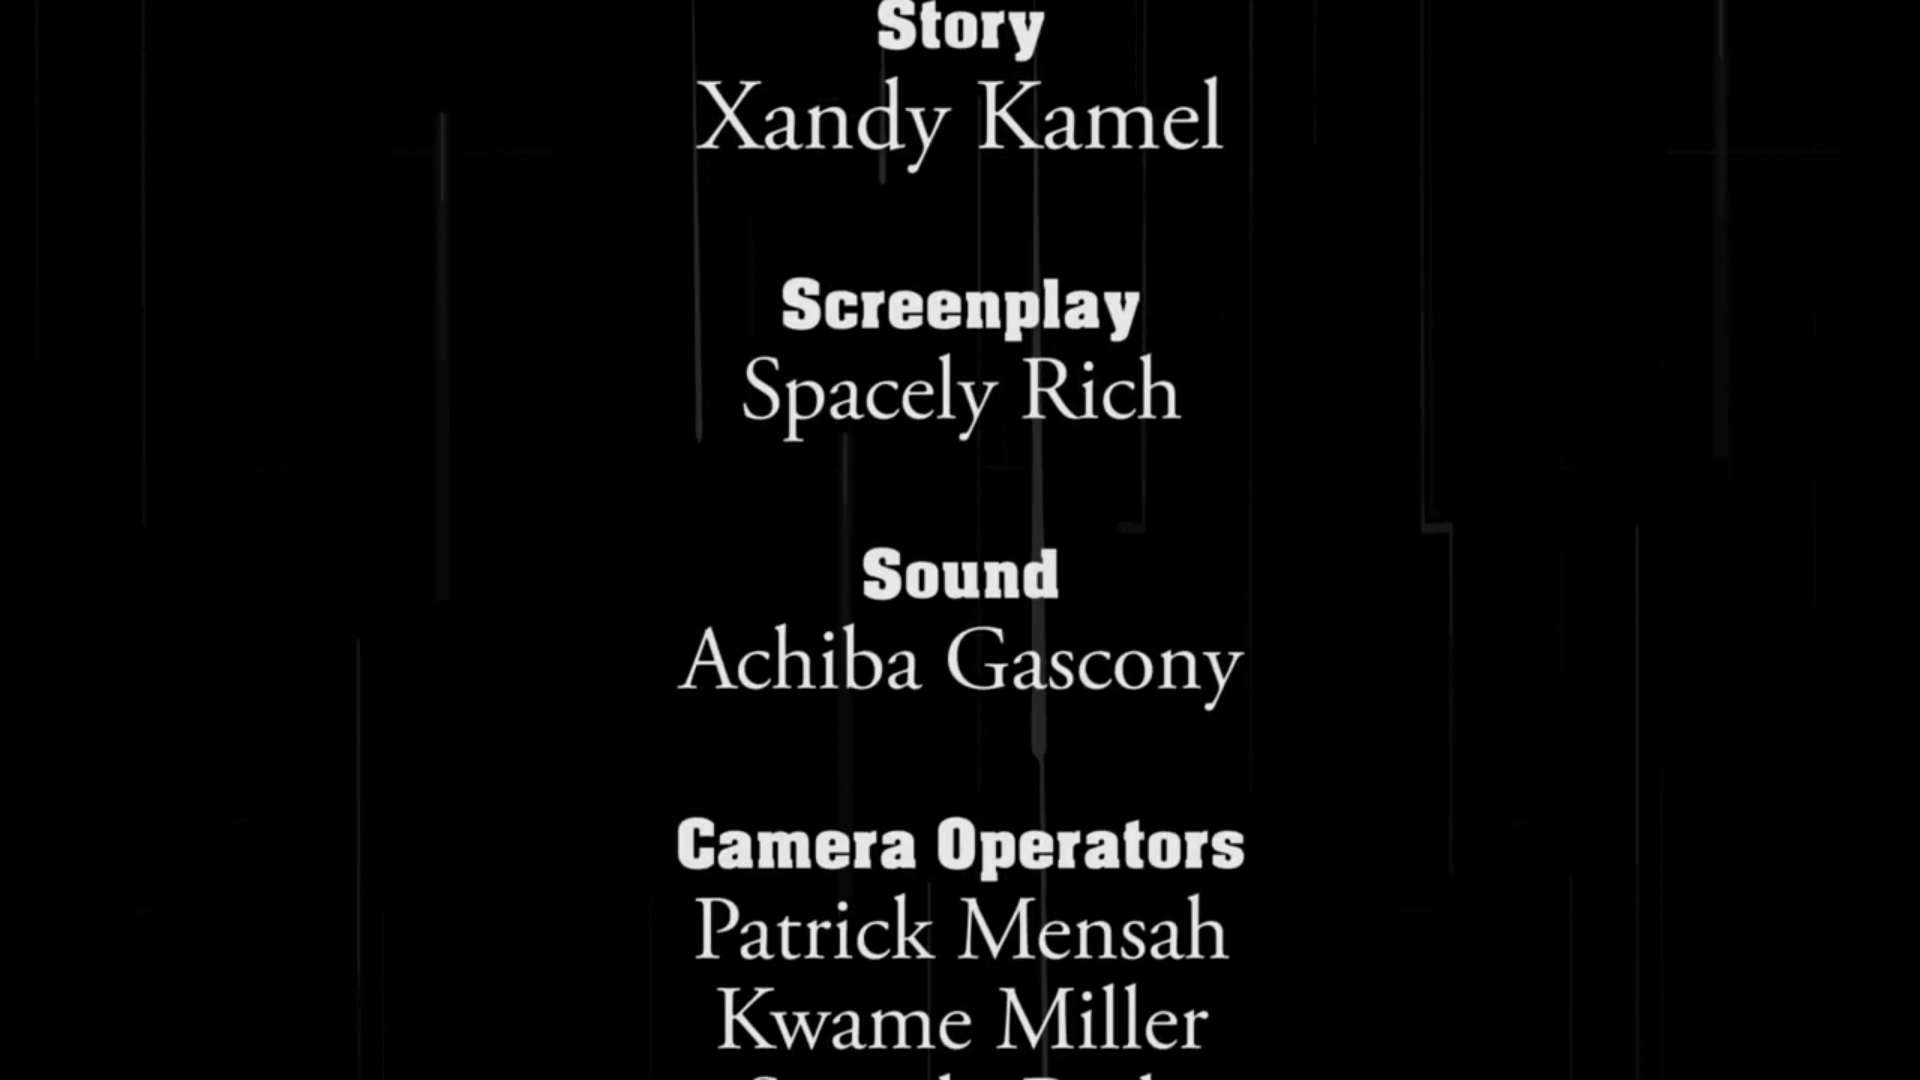 Story
Xandy Kamel
Screenplay
Spacely Rich
Sound
Achiba Gascony
Camera Operators
Patrick Mensah
Kwame Miller